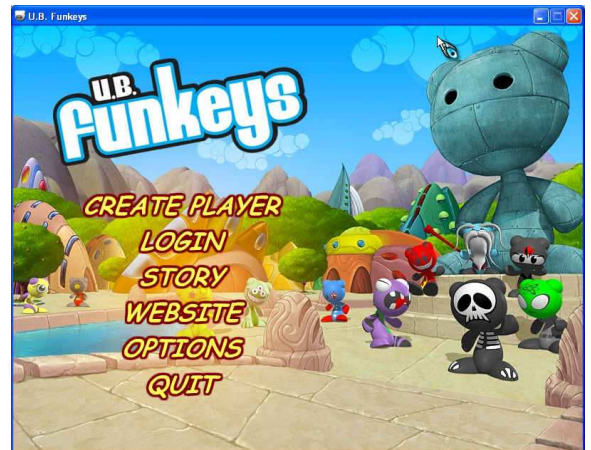 U.B. Funkeys
U.B.
funkeys
CREATE PLAYER
LOGIN
STORY
WEBSITE
OPTIONS
QUIT